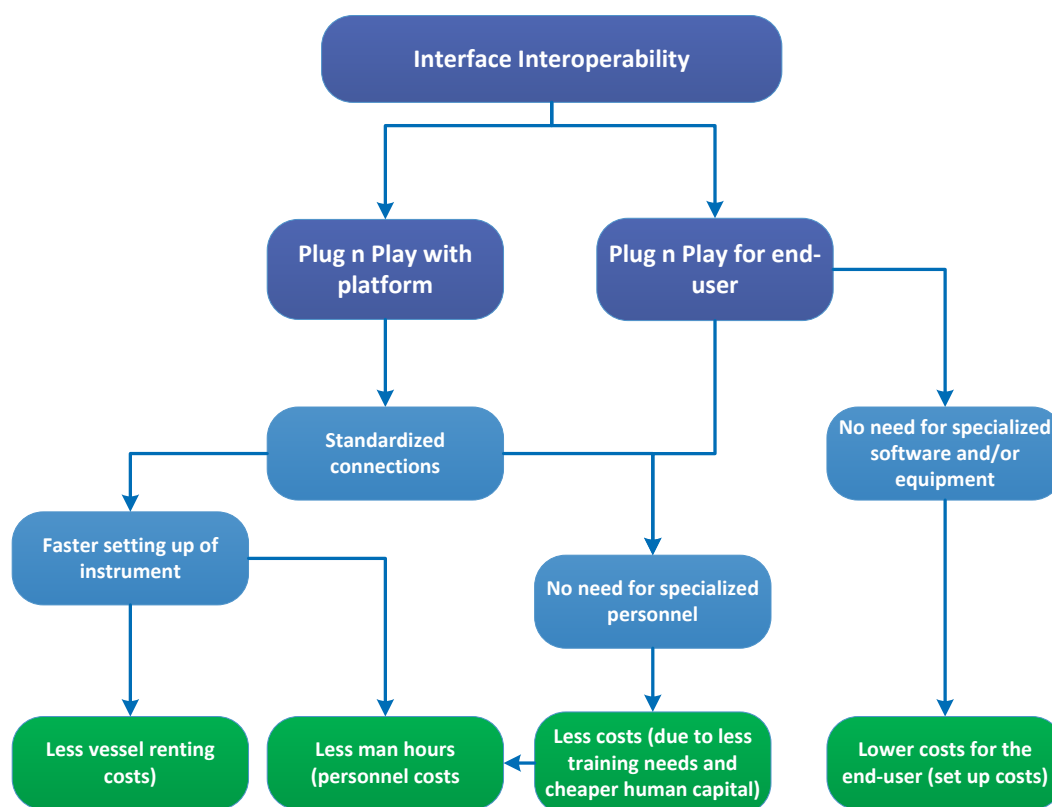 Interface Interoperability
Plug n Play with
platform
Plug n Play for end-
user
Standardized
connections
No need for specialized
software and/or
equipment
Faster setting up of
instrument
No need for specialized
personnel
Less vessel renting
costs)
Less man hours
(personnel costs
Less costs (due to less
training needs and
cheaper human capital)
Lower costs for the
end-user (set up costs)